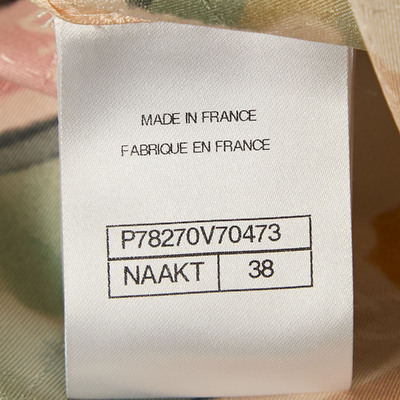 MADE IN FRANCE
FABRIQUE EN FRANCE
P78270V70473
NAAKT 38